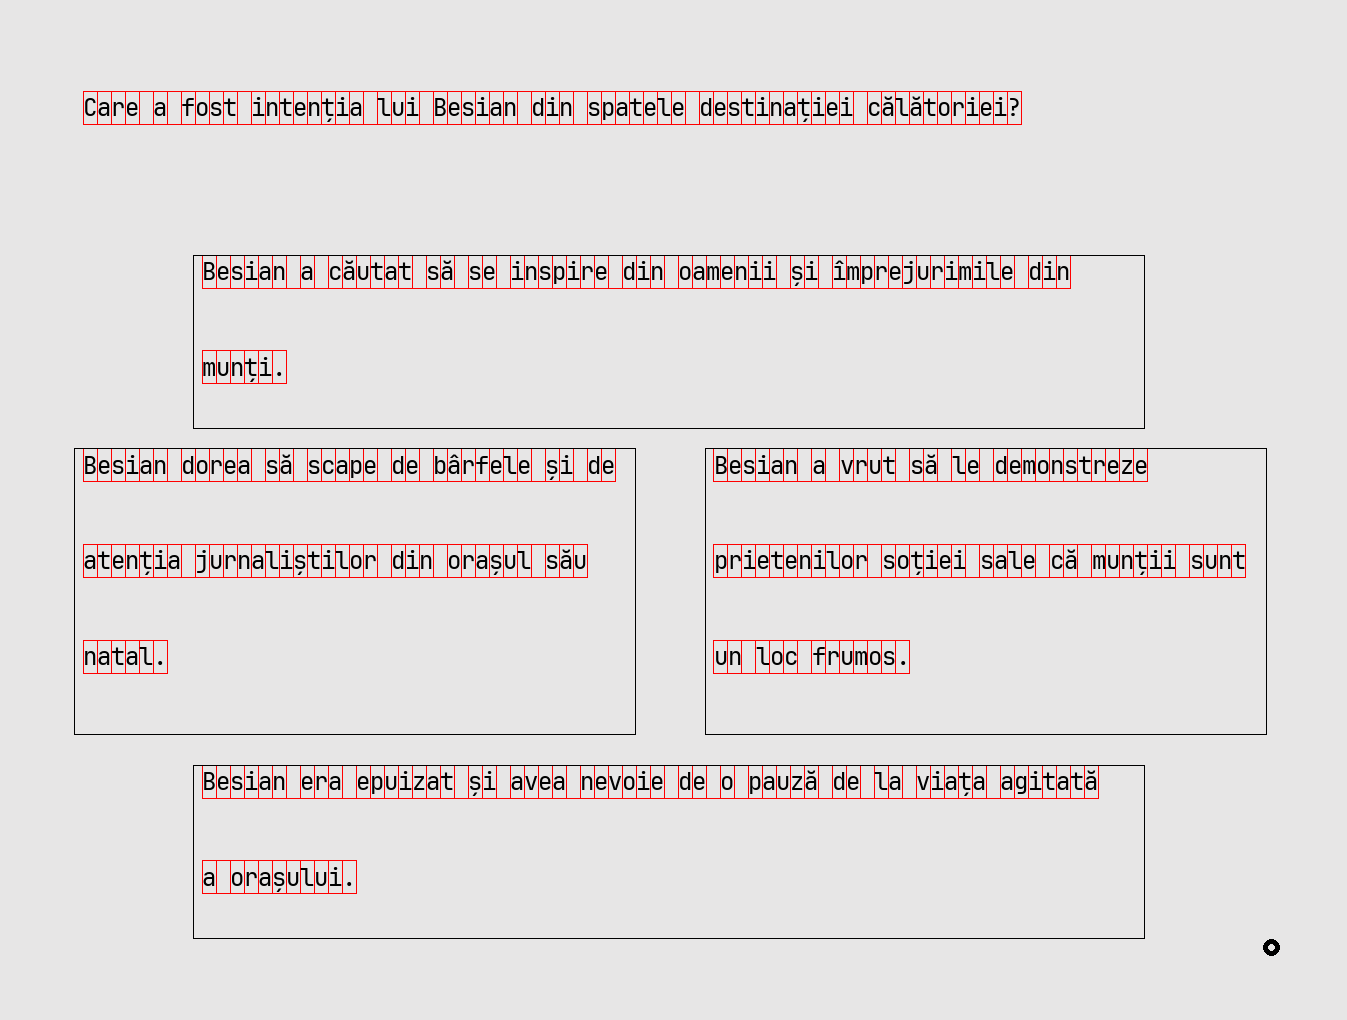 Care a fost intenția lui Besian din spatele destinației călătoriei?
Besian a căutat să se inspire din oamenii și împrejurimile din
munți.
Besian dorea să scape de bârfele și de
atenția jurnaliștilor din orașul său
natal.
Besian a vrut să le demonstreze
prietenilor soției sale că munții sunt
un loc frumos.
Besian era epuizat și avea nevoie de o pauză de la viața agitată
a orașului.